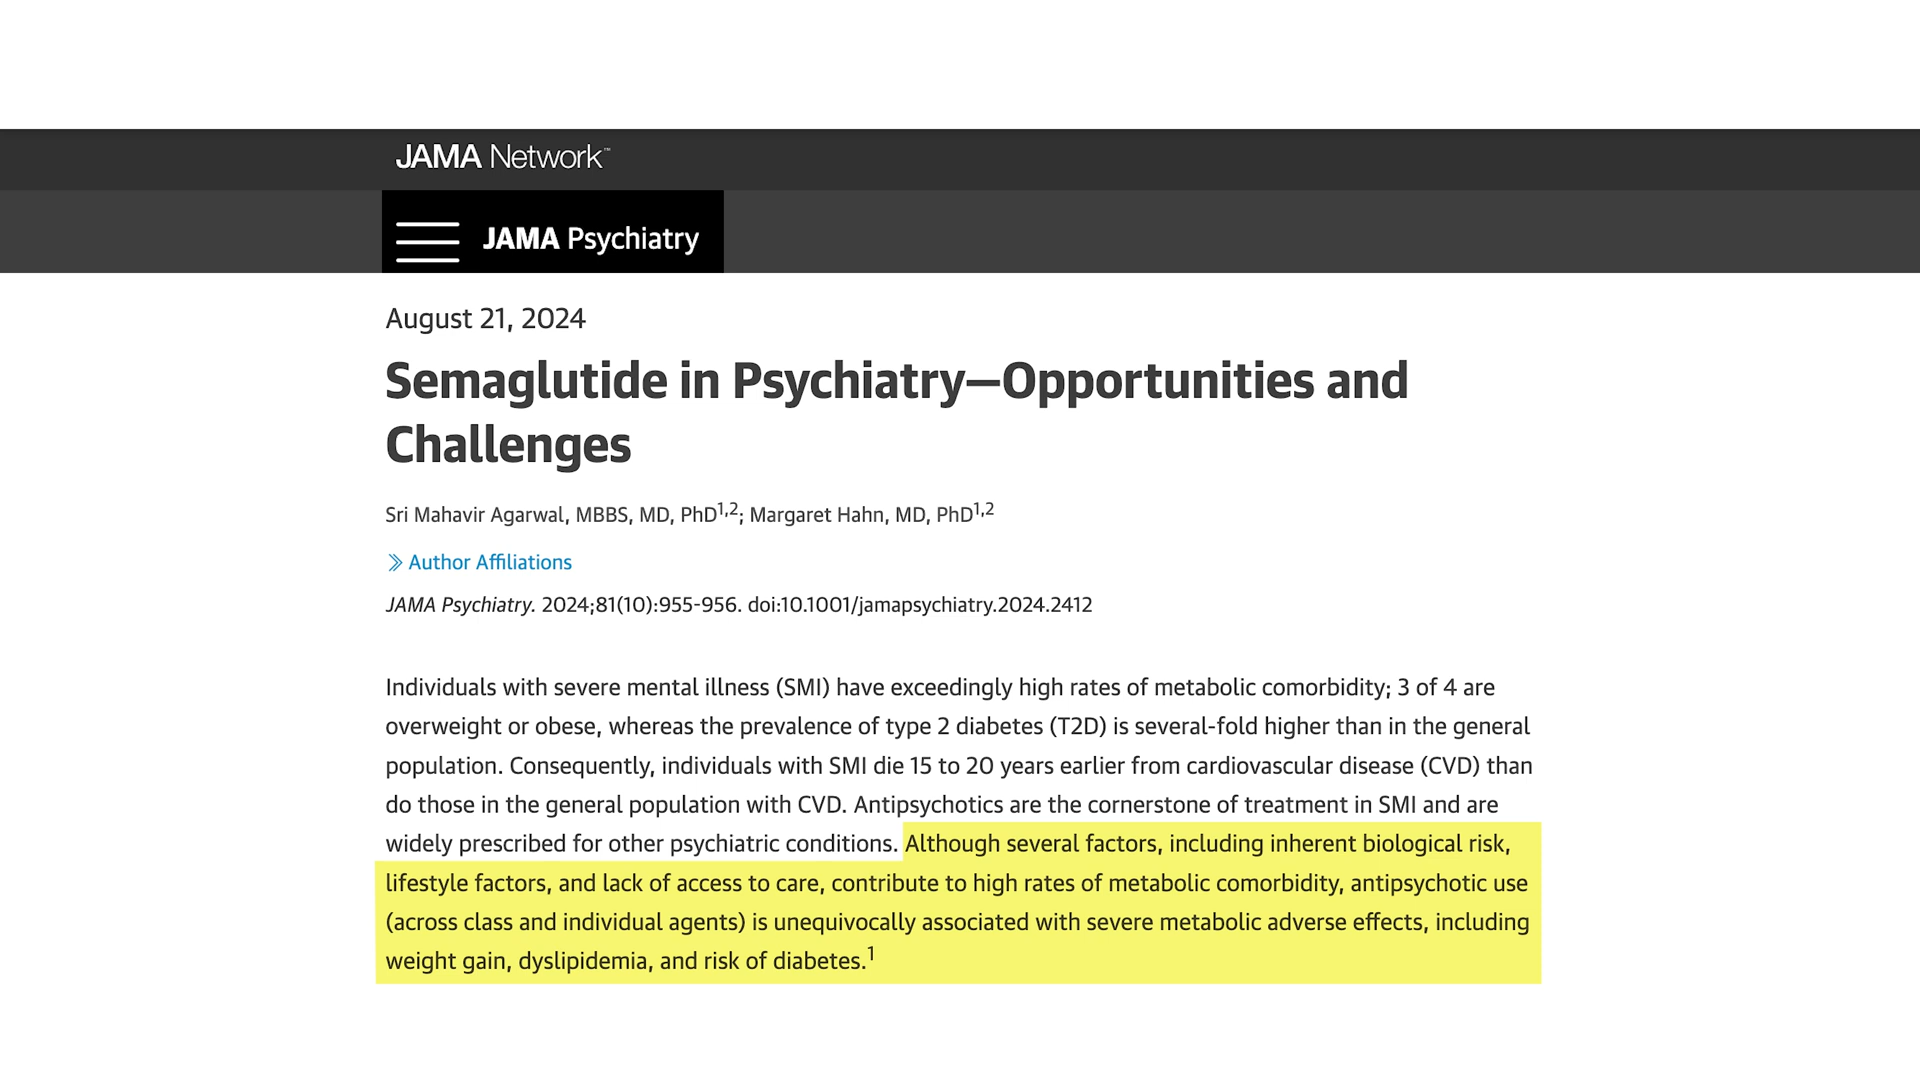 JAMA Network™
JAMA Psychiatry
August 21, 2024
Semaglutide in Psychiatry—Opportunities and
Challenges
Sri Mahavir Agarwal, MBBS, MD, PhD1,2; Margaret Hahn, MD, PhD1,2
Author Affiliations
JAMA Psychiatry. 2024;81(10):955-956. doi:10.1001/jamapsychiatry.2024.2412
Individuals with severe mental illness (SMI) have exceedingly high rates of metabolic comorbidity; 3 of 4 are
overweight or obese, whereas the prevalence of type 2 diabetes (T2D) is several-fold higher than in the general
population. Consequently, individuals with SMI die 15 to 20 years earlier from cardiovascular disease (CVD) than
do those in the general population with CVD. Antipsychotics are the cornerstone of treatment in SMI and are
widely prescribed for other psychiatric conditions. Although several factors, including inherent biological risk,
lifestyle factors, and lack of access to care, contribute to high rates of metabolic comorbidity, antipsychotic use
(across class and individual agents) is unequivocally associated with severe metabolic adverse effects, including
weight gain, dyslipidemia, and risk of diabetes.1